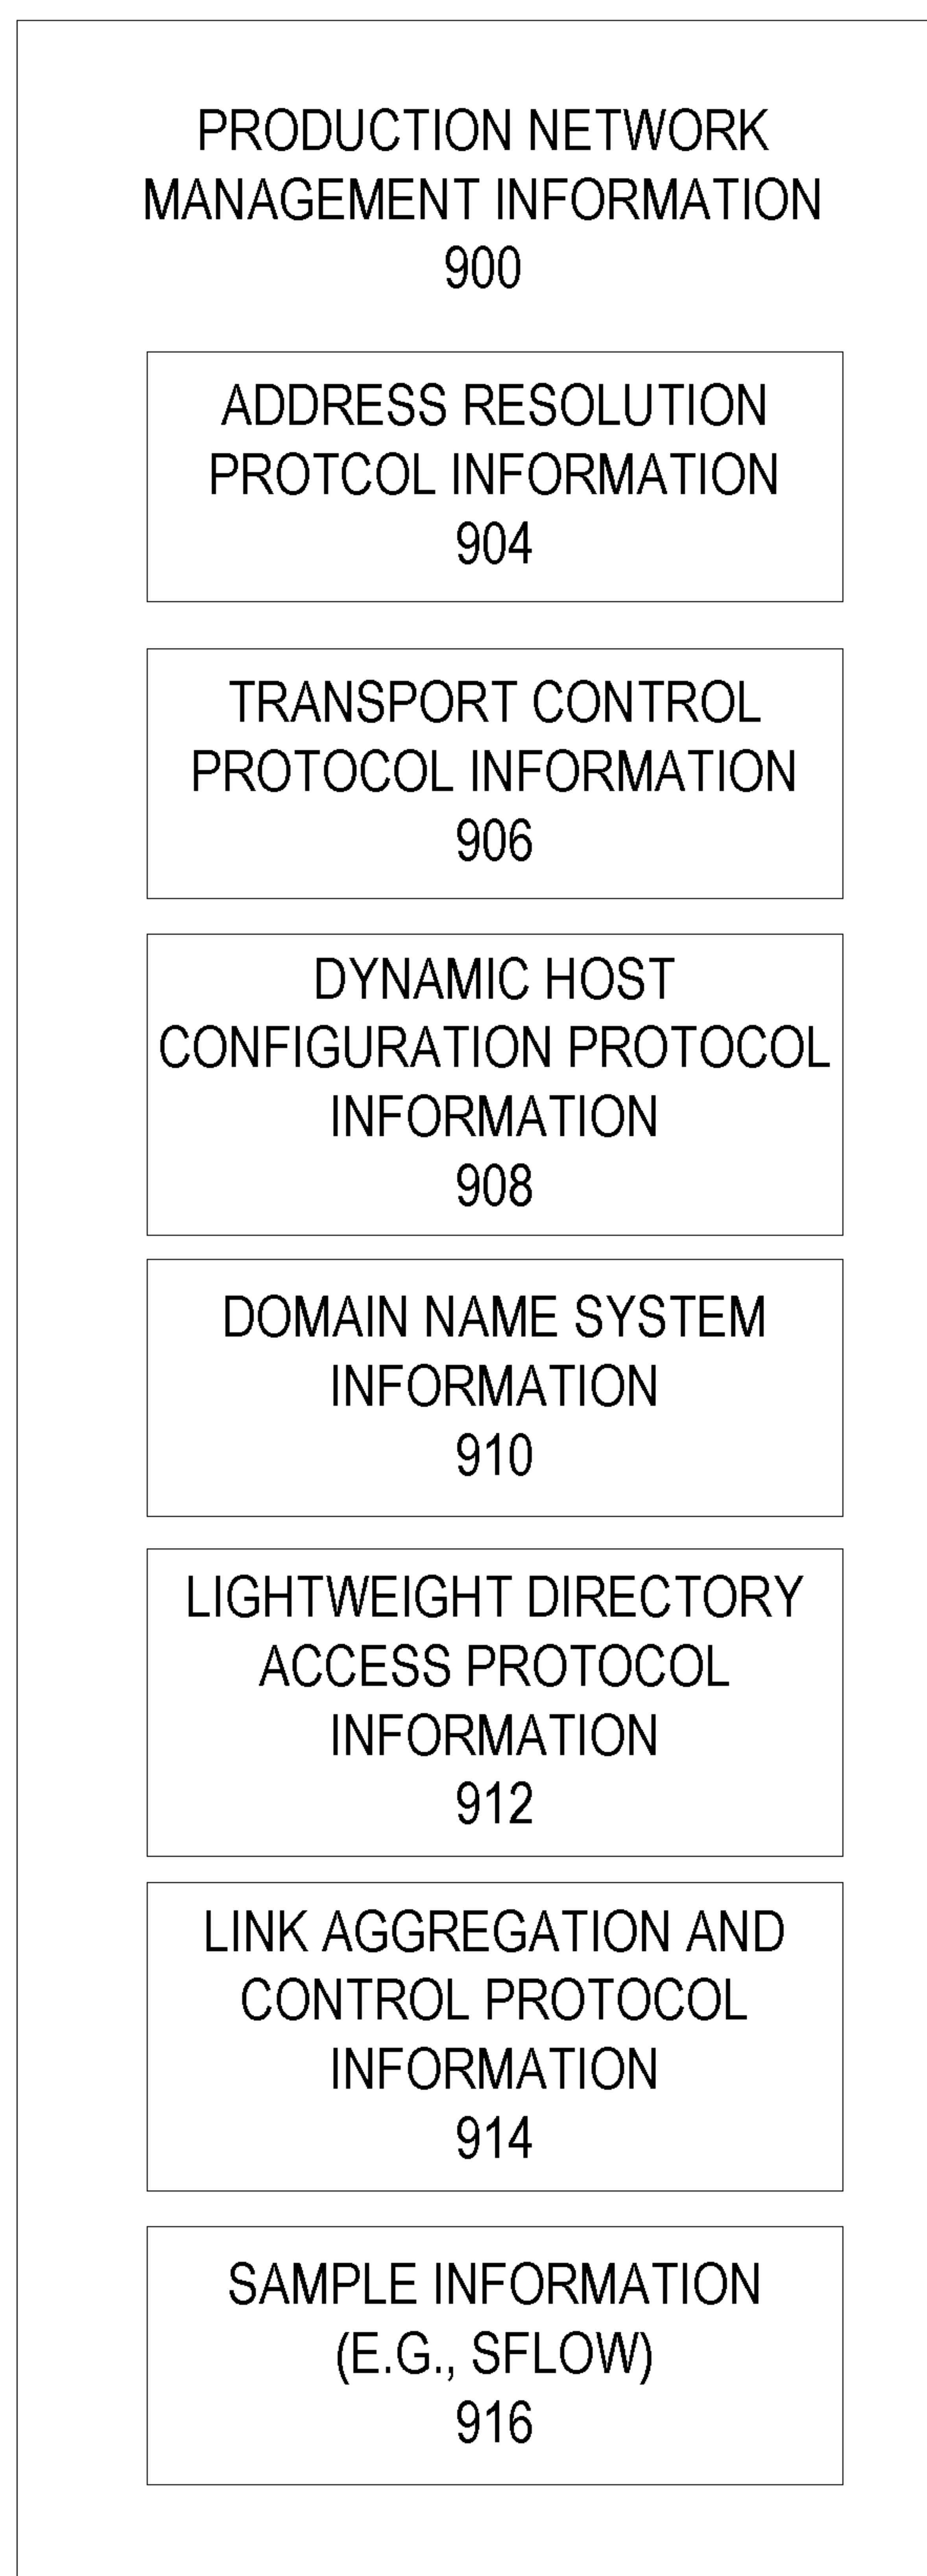 PRODUCTION NETWORK
MANAGEMENT INFORMATION
900
ADDRESS RESOLUTION
PROTCOL INFORMATION
904
TRANSPORT CONTROL
PROTOCOL INFORMATION
906
DYNAMIC HOST
CONFIGURATION PROTOCOL
INFORMATION
908
DOMAIN NAME SYSTEM
INFORMATION
910
LIGHTWEIGHT DIRECTORY
ACCESS PROTOCOL
INFORMATION
912
LINK AGGREGATION AND
CONTROL PROTOCOL
INFORMATION
914
SAMPLE INFORMATION
(E.G., SFLOW)
916